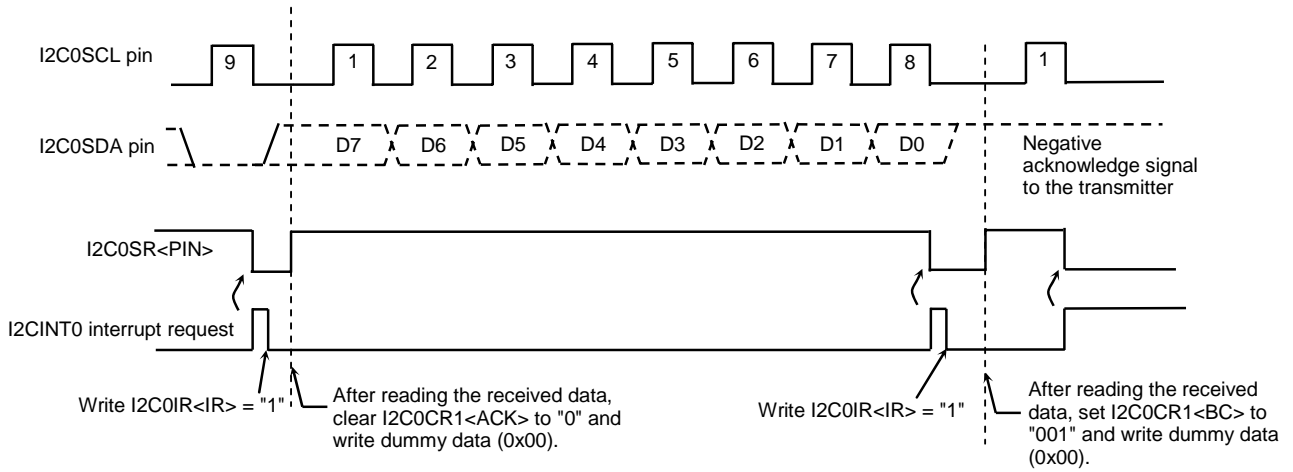 I2C0SCL pin
9 1 2 3 4 5 6 7 8 1
I2C0SDA pin
D7 D6 D5 D4 D3 D2 D1 D0
Negative
acknowledge signal
to the transmitter
I2C0SR<PIN>
I2CINT0 interrupt request
Write I2C0IR<IR> = "1"
After reading the received data,
clear I2C0CR1<ACK> to "0" and
write dummy data (0x00).
Write I2C0IR<IR> = "1"
After reading the received
data, set I2C0CR1<BC> to
"001" and write dummy data
(0x00).